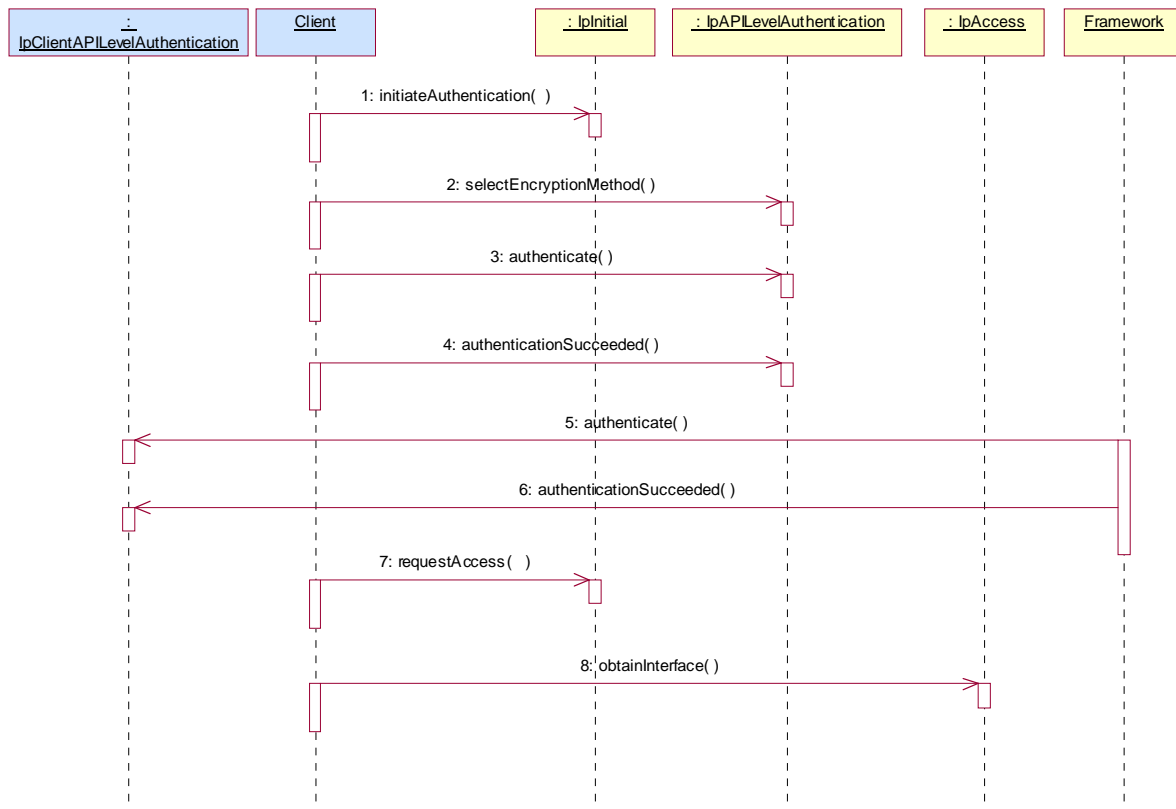 :
IpClientAPILevelAuthentication
Client
: IpInitial
: IpAPILevelAuthentication
: IpAccess
Framework
1: initiateAuthentication(  )
2: selectEncryptionMethod( )
3: authenticate( )
4: authenticationSucceeded( )
5: authenticate( )
6: authenticationSucceeded( )
7: requestAccess(  )
8: obtainInterface( )